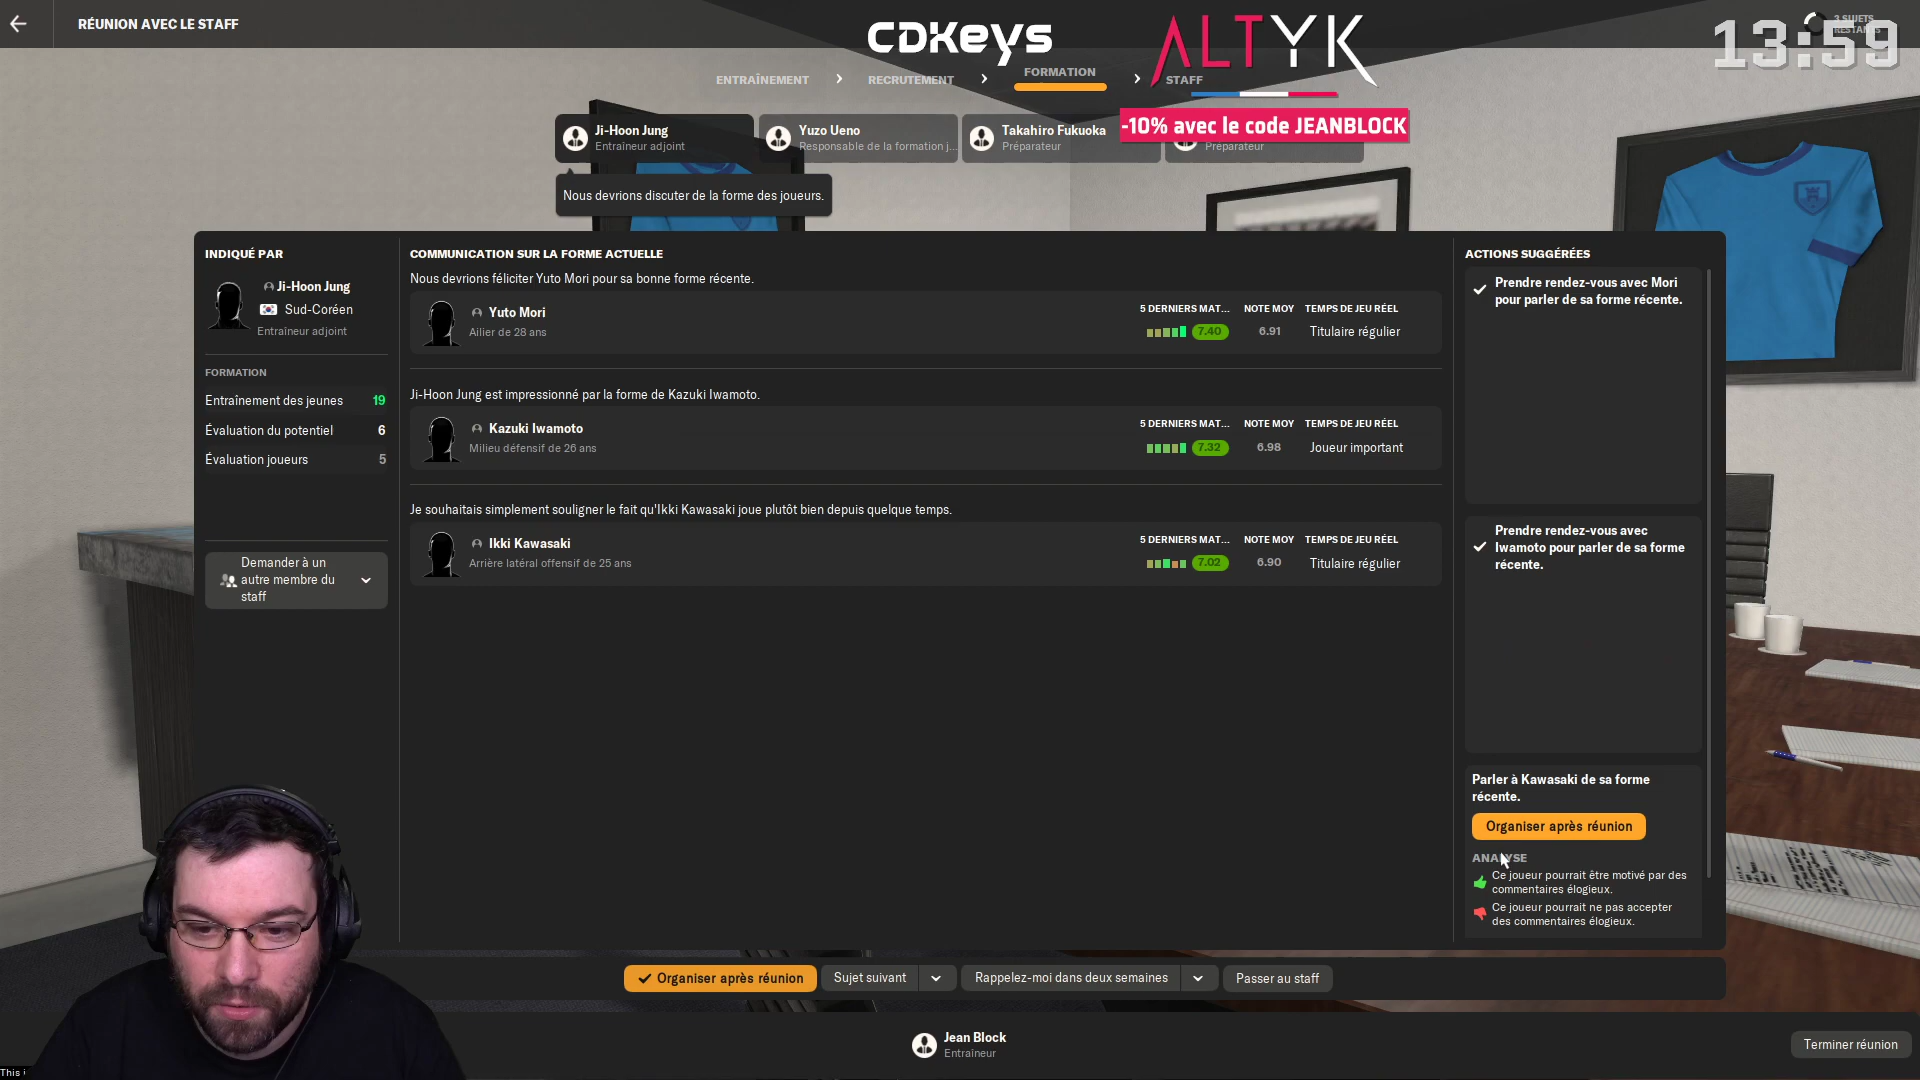 RÉUNION AVEC LE STAFF
CDKeys
ALTYK
3 SUJETS
13:59
ENTRAÎNEMENT
RECRUTEMENT
FORMATION
STAFF
-10% avec le code JEANBLOCK
Ji-Hoon Jung
Entraîneur adjoint
Yuzo Ueno
Responsable de la formation j...
Takahiro Fukuoka
Préparateur
Préparateur
Nous devrions discuter de la forme des joueurs.
INDIQUÉ PAR
Ji-Hoon Jung
Sud-Coréen
Entraîneur adjoint
FORMATION
Entraînement des jeunes 19
Évaluation du potentiel 6
Évaluation joueurs 5
Demander à un
autre membre du
staff
COMMUNICATION SUR LA FORME ACTUELLE
Nous devrions féliciter Yuto Mori pour sa bonne forme récente.
Yuto Mori
Ailier de 28 ans
5 DERNIERS MAT... NOTE MOY TEMPS DE JEU RÉEL
7.40 6.91 Titulaire régulier
Ji-Hoon Jung est impressionné par la forme de Kazuki Iwamoto.
Kazuki Iwamoto
Milieu défensif de 26 ans
5 DERNIERS MAT... NOTE MOY TEMPS DE JEU RÉEL
7.32 6.98 Joueur important
Je souhaitais simplement souligner le fait qu'Ikki Kawasaki joue plutôt bien depuis quelque temps.
Ikki Kawasaki
Arrière latéral offensif de 25 ans
5 DERNIERS MAT... NOTE MOY TEMPS DE JEU RÉEL
7.02 6.90 Titulaire régulier
ACTIONS SUGGÉRÉES
Prendre rendez-vous avec Mori
pour parler de sa forme récente.
Prendre rendez-vous avec
Iwamoto pour parler de sa forme
récente.
Parler à Kawasaki de sa forme
récente.
Organiser après réunion
ANALYSE
Ce joueur pourrait être motivé par des
commentaires élogieux.
Ce joueur pourrait ne pas accepter
des commentaires élogieux.
Organiser après réunion
Sujet suivant
Rappelez-moi dans deux semaines
Passer au staff
Jean Block
Entraîneur
Terminer réunion
This